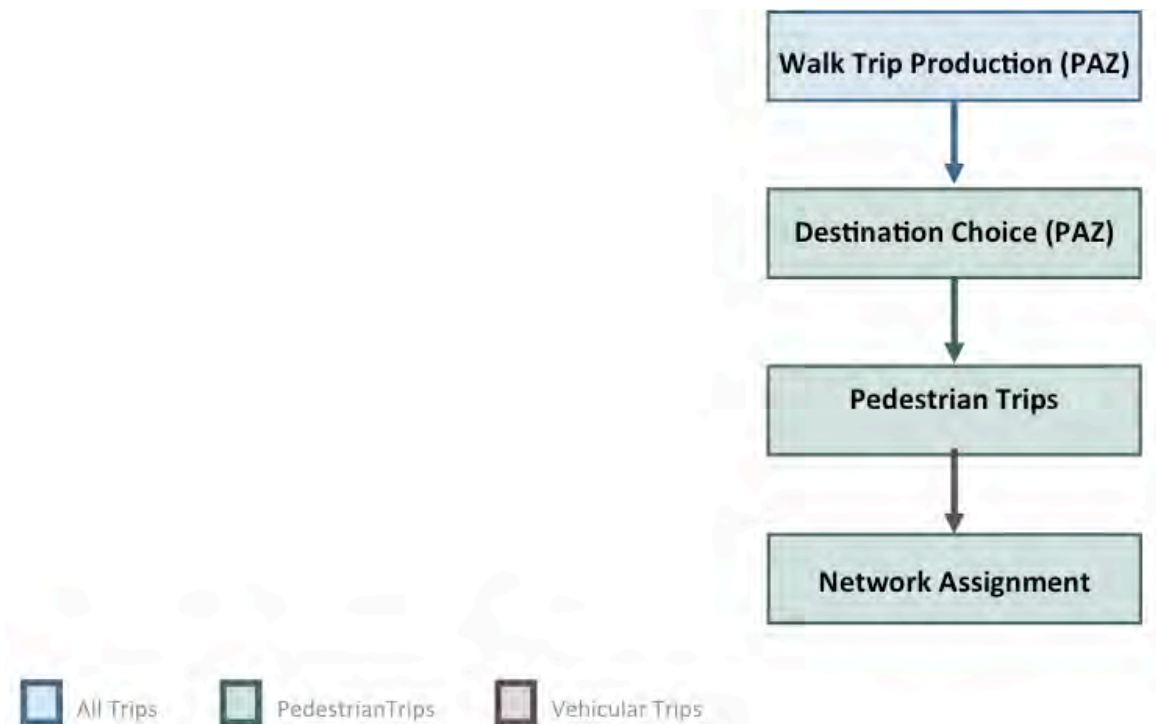 Walk Trip Production (PAZ)
Destination Choice (PAZ)
Pedestrian Trips
Network Assignment
All Trips
PedestrianTrips
Vehicular Trips